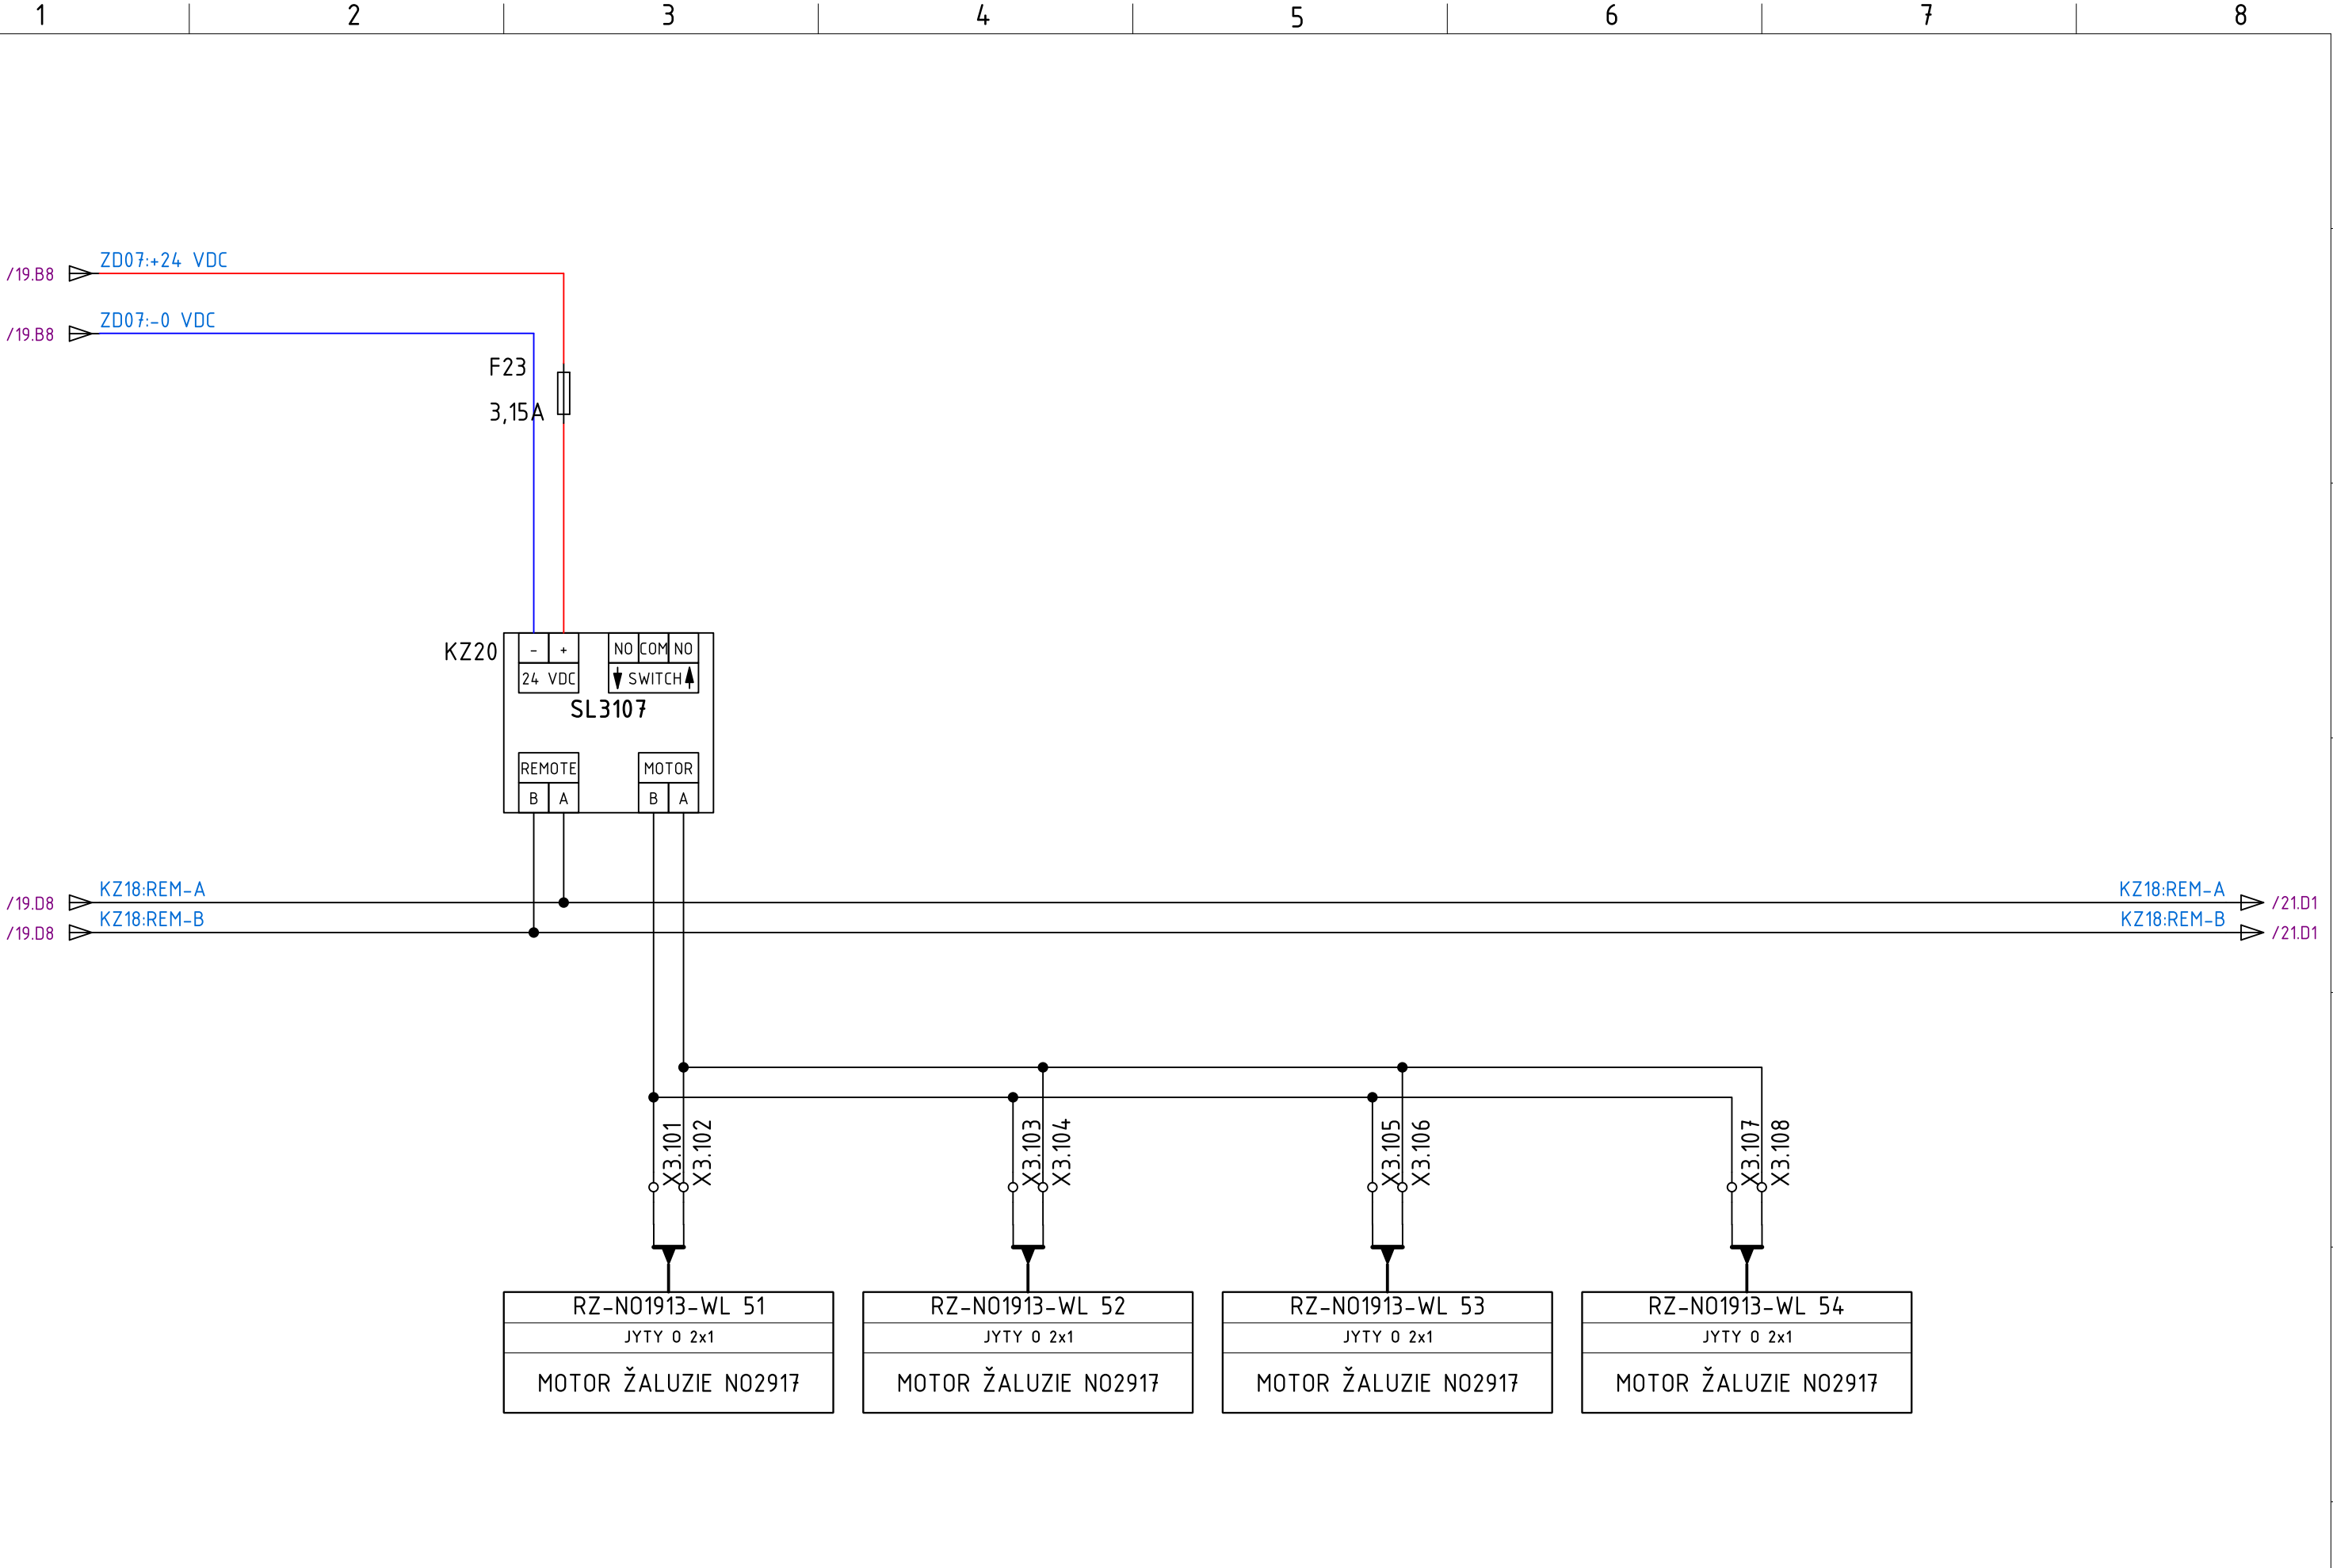 1 2 3 4 5 6 7 8
/19.B8 ZD07:+24 VDC
/19.B8 ZD07:-0 VDC
F23
3,15A
KZ20
- + NO COM NO
24 VDC SWITCH
SL3107
REMOTE MOTOR
B A B A
/19.D8 KZ18:REM-A KZ18:REM-A /21.D1
/19.D8 KZ18:REM-B KZ18:REM-B /21.D1
X3.101 X3.102 X3.103 X3.104 X3.105 X3.106 X3.107 X3.108
RZ-NO1913-WL 51 RZ-NO1913-WL 52 RZ-NO1913-WL 53 RZ-NO1913-WL 54
JYTY O 2x1 JYTY O 2x1 JYTY O 2x1 JYTY O 2x1
MOTOR ŽALUZIE NO2917 MOTOR ŽALUZIE NO2917 MOTOR ŽALUZIE NO2917 MOTOR ŽALUZIE NO2917